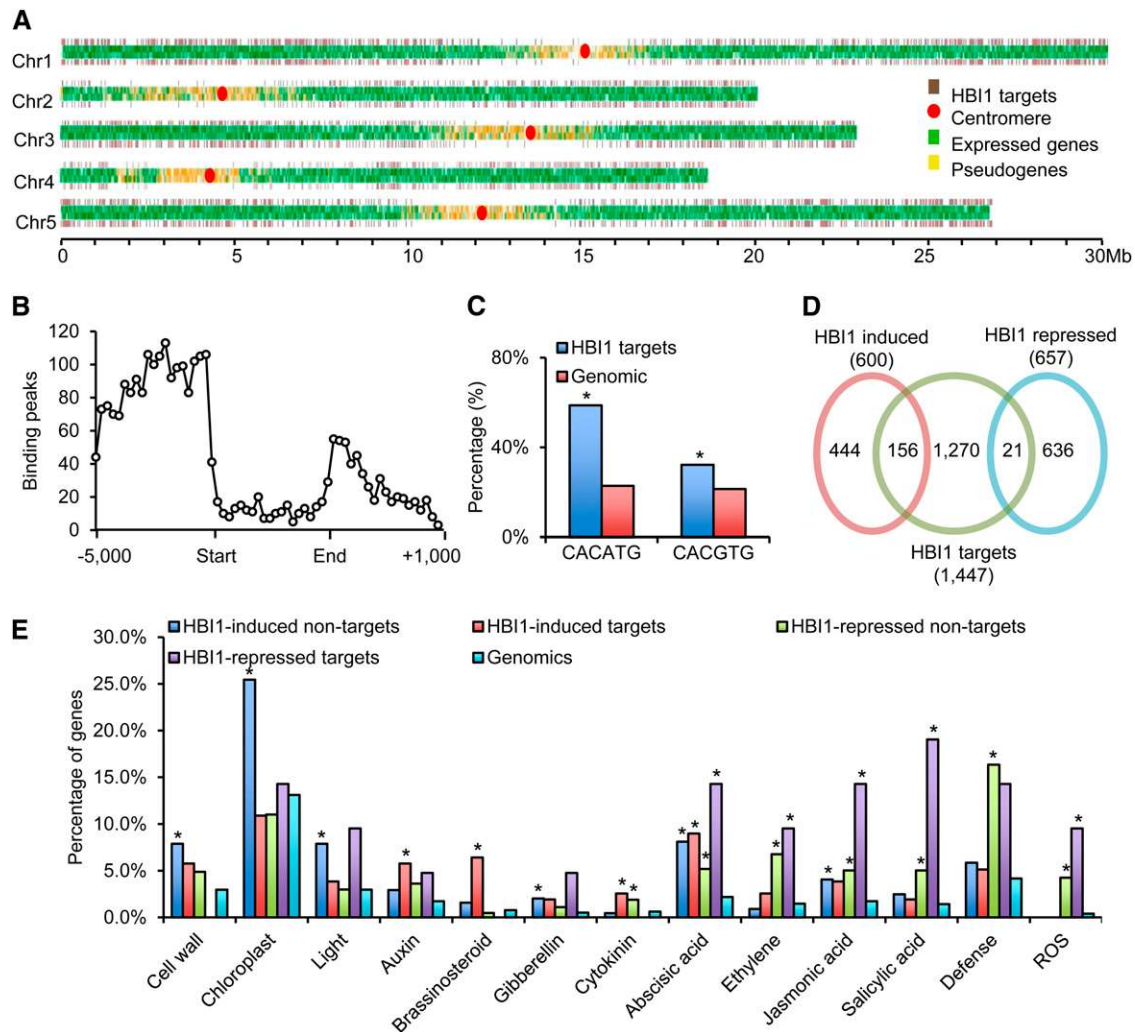 A
Chr1
Chr2
Chr3
Chr4
Chr5
HBI1 targets
Centromere
Expressed genes
Pseudogenes
0 5 10 15 20 25 30Mb
B
Binding peaks
120
100
80
60
40
20
0
-5,000 Start End +1,000
C
Percentage (%)
80%
40%
0%
HBI1 targets
Genomic
*
*
CACATG CACGTG
D
HBI1 induced
(600)
HBI1 repressed
(657)
444 156 1,270 21 636
HBI1 targets
(1,447)
E
HBI1-induced non-targets HBI1-induced targets HBI1-repressed non-targets
HBI1-repressed targets Genomics
Percentage of genes
30.0%
25.0%
20.0%
15.0%
10.0%
5.0%
0.0%
* * * * * * * * * * * * * * * * * * * *
Cell wall
Chloroplast
Light
Auxin
Brassinosteroid
Gibberellin
Cytokinin
Abscisic acid
Ethylene
Jasmonic acid
Salicylic acid
Defense
ROS